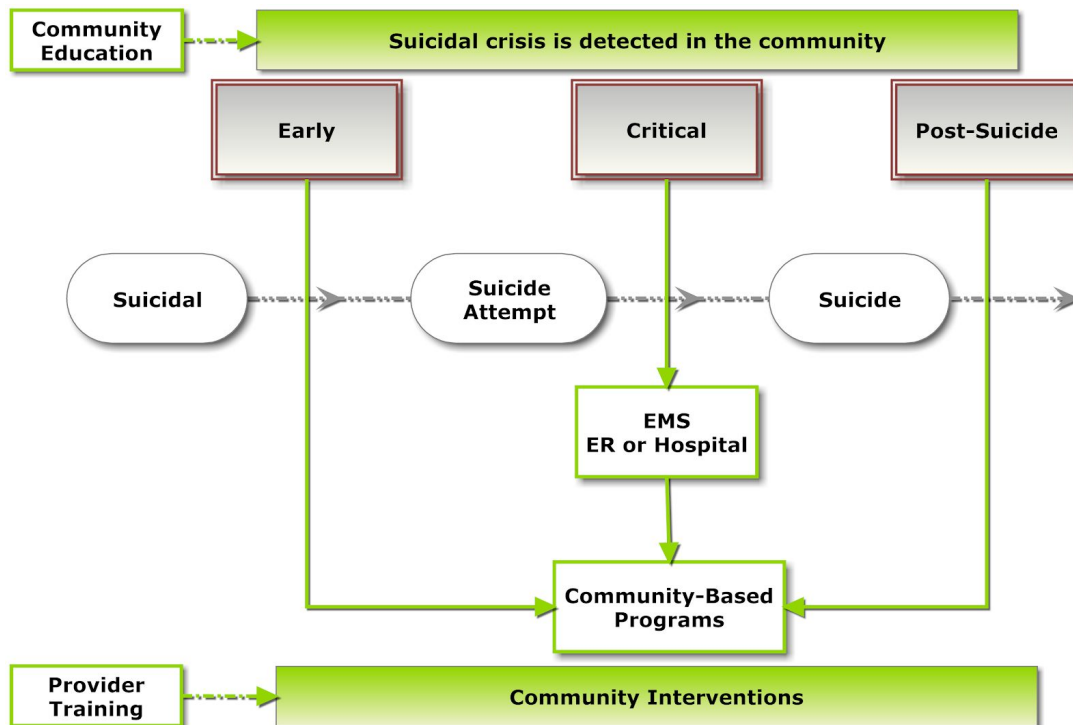 Community
Education
Suicidal crisis is detected in the community
Early
Critical
Post-Suicide
Suicidal
Suicide
Attempt
Suicide
EMS
ER or Hospital
Community-Based
Programs
Provider
Training
Community Interventions